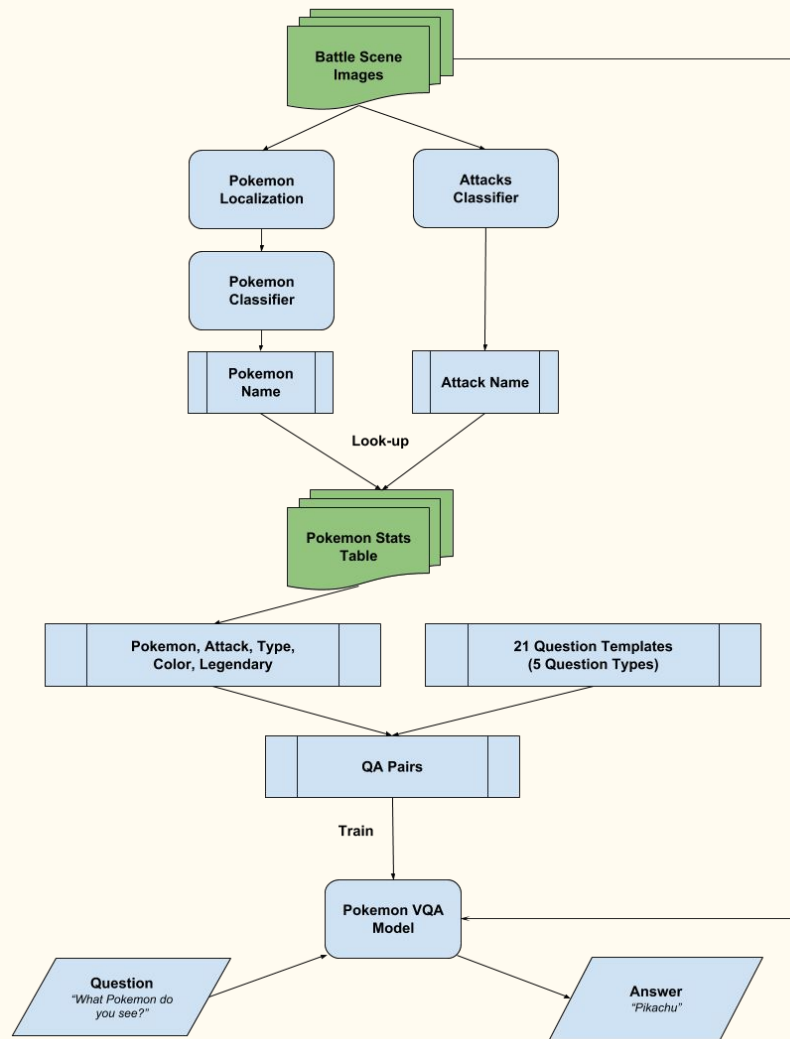 Battle Scene
Images
Pokemon
Localization
Attacks
Classifier
Pokemon
Classifier
Pokemon
Name
Attack Name
Look-up
Pokemon Stats
Table
Pokemon, Attack, Type,
Color, Legendary
21 Question Templates
(5 Question Types)
QA Pairs
Train
Pokemon VQA
Model
Question
“What Pokemon do
you see?”
Answer
“Pikachu”